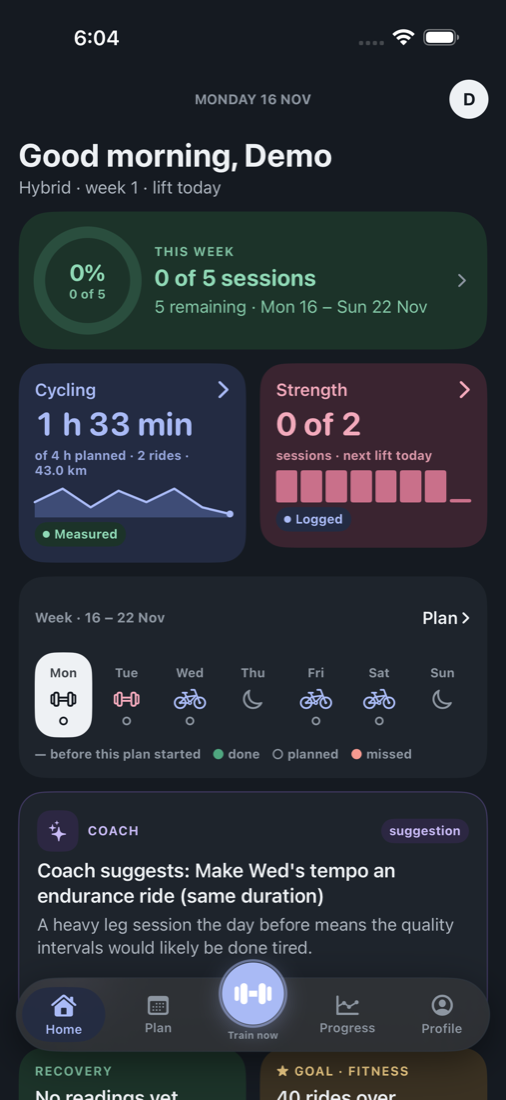 6:04
MONDAY 16 NOV
D
Good morning, Demo
Hybrid · week 1 · lift today
0%
0 of 5
THIS WEEK
0 of 5 sessions
5 remaining · Mon 16 – Sun 22 Nov
Cycling
1 h 33 min
of 4 h planned · 2 rides ·
43.0 km
Measured
Strength
0 of 2
sessions · next lift today
Logged
Week · 16 – 22 Nov
Plan
Mon Tue Wed Thu Fri Sat Sun
— before this plan started done planned missed
COACH
suggestion
Coach suggests: Make Wed's tempo an
endurance ride (same duration)
A heavy leg session the day before means the quality
intervals would likely be done tired.
Home
Plan
Train now
Progress
Profile
RECOVERY
No readings yet
GOAL · FITNESS
40 rides over